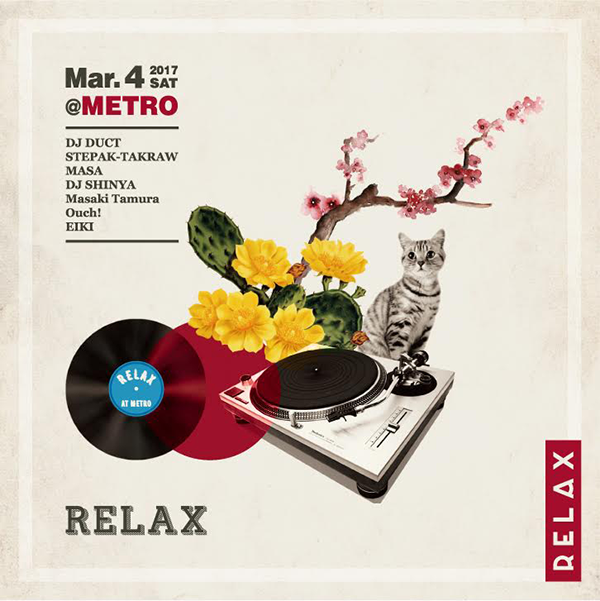 Mar. 4 2017 SAT
@METRO
DJ DUCT
STEPAK-TAKRAW
MASA
DJ SHINYA
Masaki Tamura
Ouch!
EIKI
RELAX
AT METRO
RELAX
RELAX